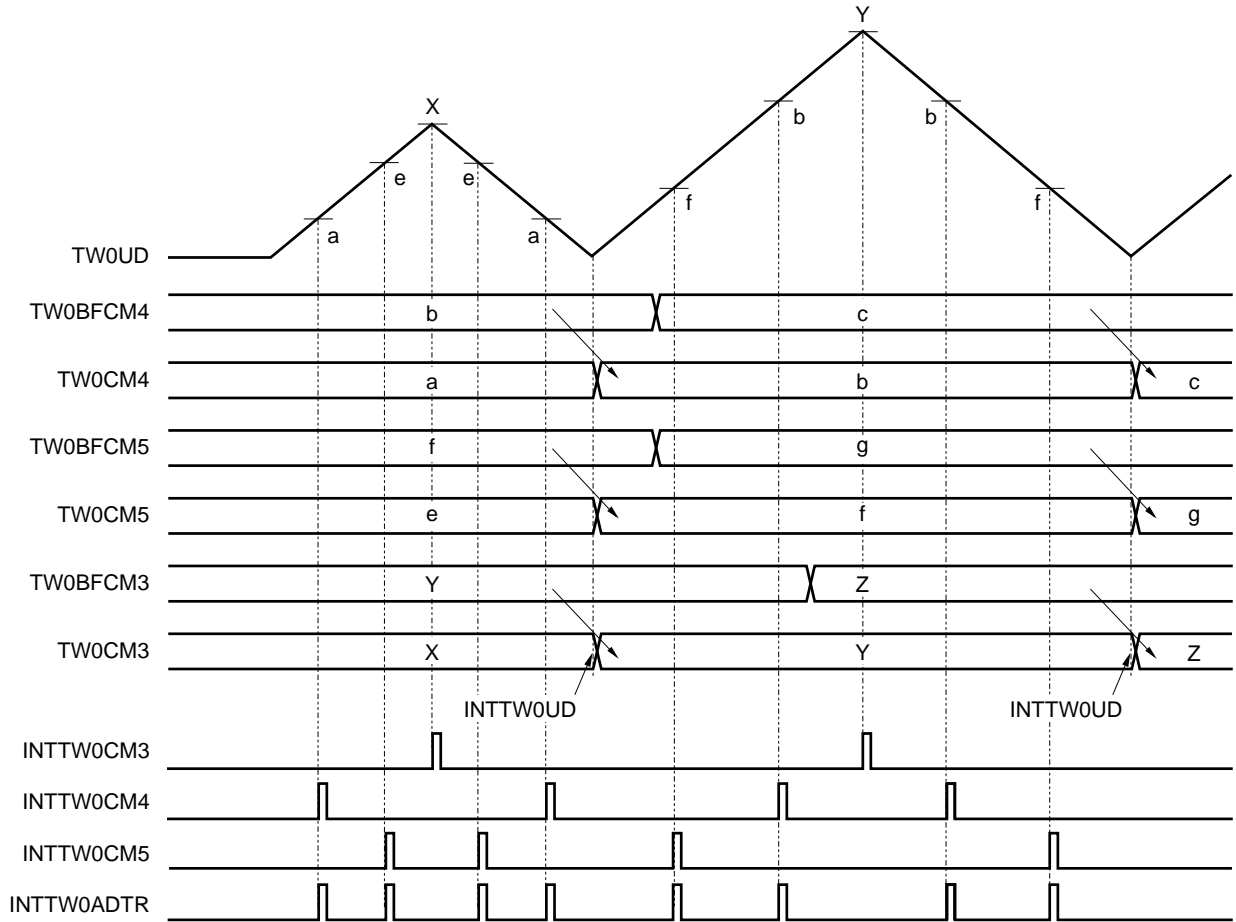 Y
X
b b
e e
f f
a a
TW0UD
TW0BFCM4 b c
TW0CM4 a b c
TW0BFCM5 f g
TW0CM5 e f g
TW0BFCM3 Y Z
TW0CM3 X Y Z
INTTW0UD INTTW0UD
INTTW0CM3
INTTW0CM4
INTTW0CM5
INTTW0ADTR